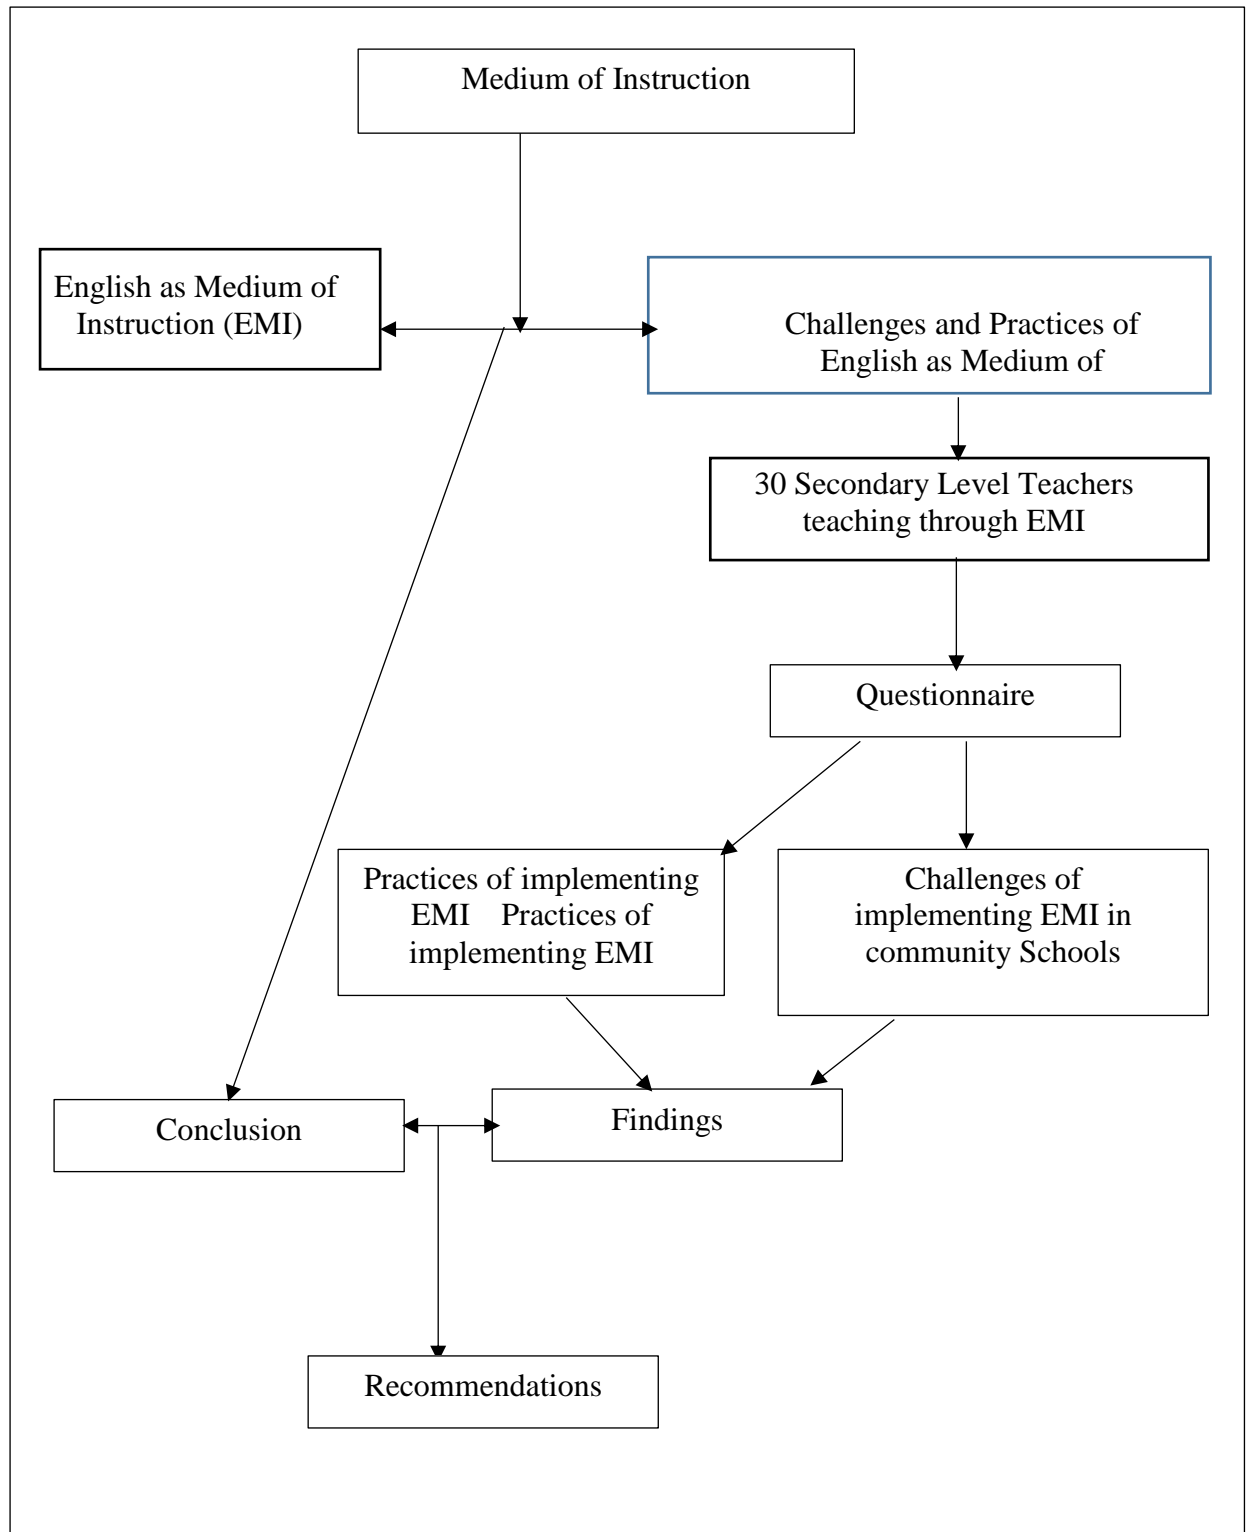 Medium of Instruction
English as Medium of
Instruction (EMI)
Challenges and Practices of
English as Medium of
30 Secondary Level Teachers
teaching through EMI
Questionnaire
Practices of implementing
EMI Practices of
implementing EMI
Challenges of
implementing EMI in
community Schools
Conclusion
Findings
Recommendations